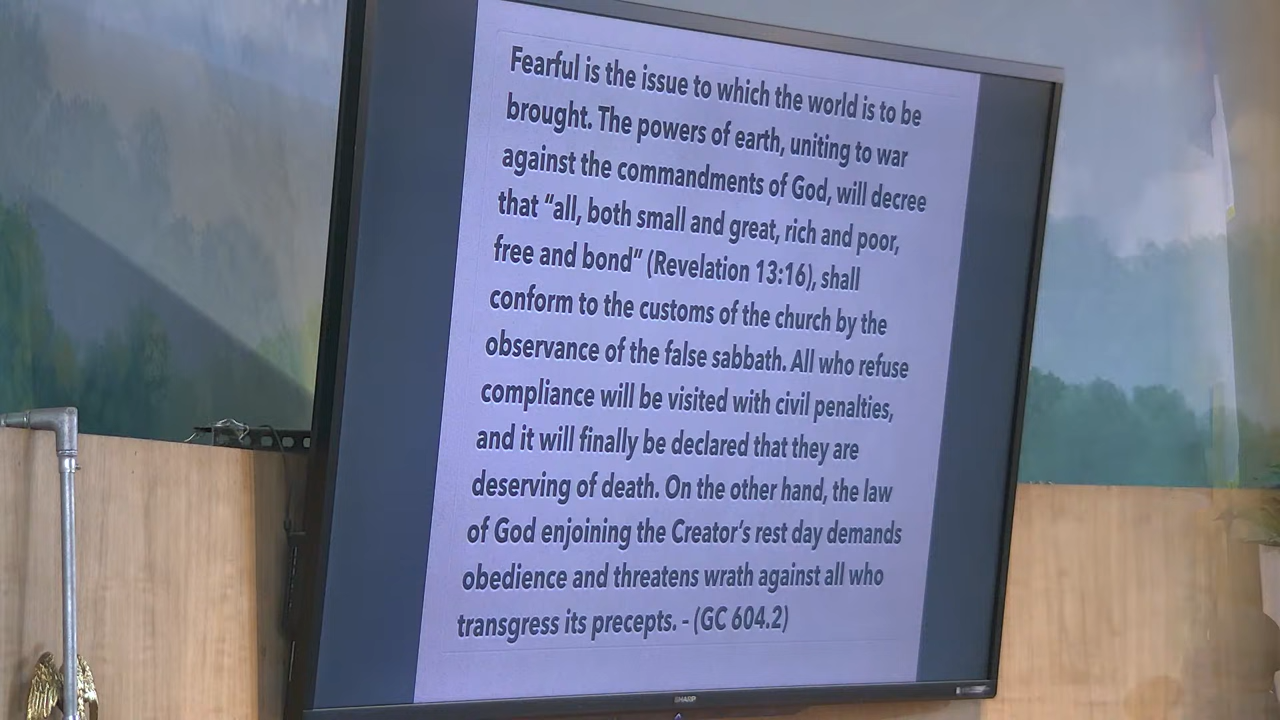 Fearful is the issue to which the world is to be
brought. The powers of earth, uniting to war
against the commandments of God, will decree
that “all, both small and great, rich and poor,
free and bond” (Revelation 13:16), shall
conform to the customs of the church by the
observance of the false sabbath. All who refuse
compliance will be visited with civil penalties,
and it will finally be declared that they are
deserving of death. On the other hand, the law
of God enjoining the Creator’s rest day demands
obedience and threatens wrath against all who
transgress its precepts. - (GC 604.2)
SHARP